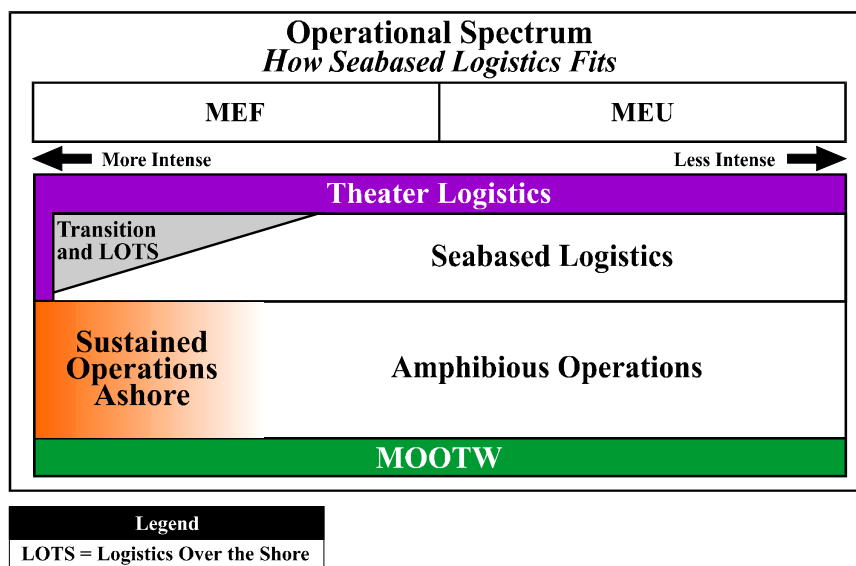 Operational Spectrum
How Seabased Logistics Fits
MEF
MEU
More Intense
Less Intense
Theater Logistics
Transition
and LOTS
Seabased Logistics
Sustained
Operations
Ashore
Amphibious Operations
MOOTW
Legend
LOTS = Logistics Over the Shore